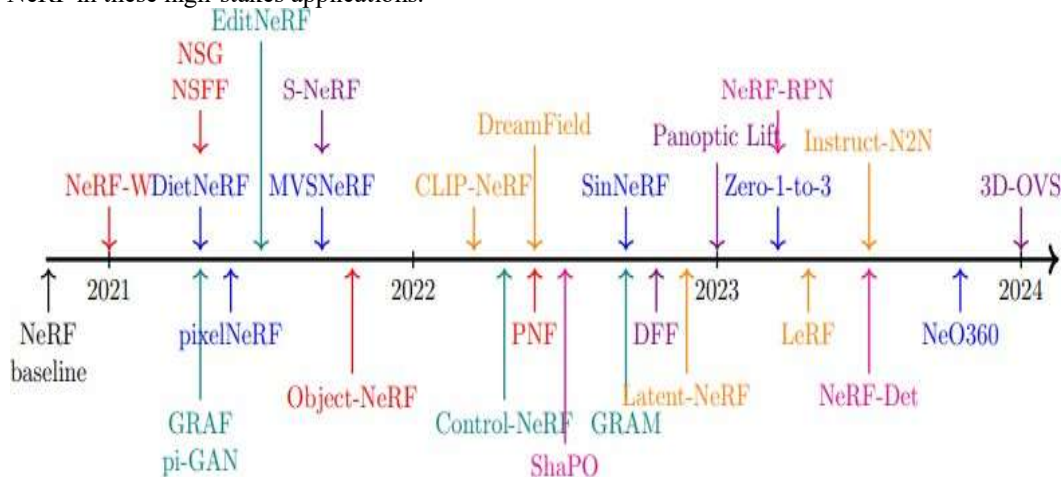 NeRF in these high-stakes applications.
EditNeRF
NSG
NSFF
S-NeRF
NeRF-RPN
DreamField
Panoptic Lift
Instruct-N2N
NeRF-W
DietNeRF
MVSNeRF
CLIP-NeRF
SinNeRF
Zero-1-to-3
3D-OVS
2021
2022
2023
2024
NeRF
baseline
pixelNeRF
PNF
DFF
LeRF
NeO360
Object-NeRF
Latent-NeRF
NeRF-Det
GRAF
pi-GAN
Control-NeRF
GRAM
ShaPO